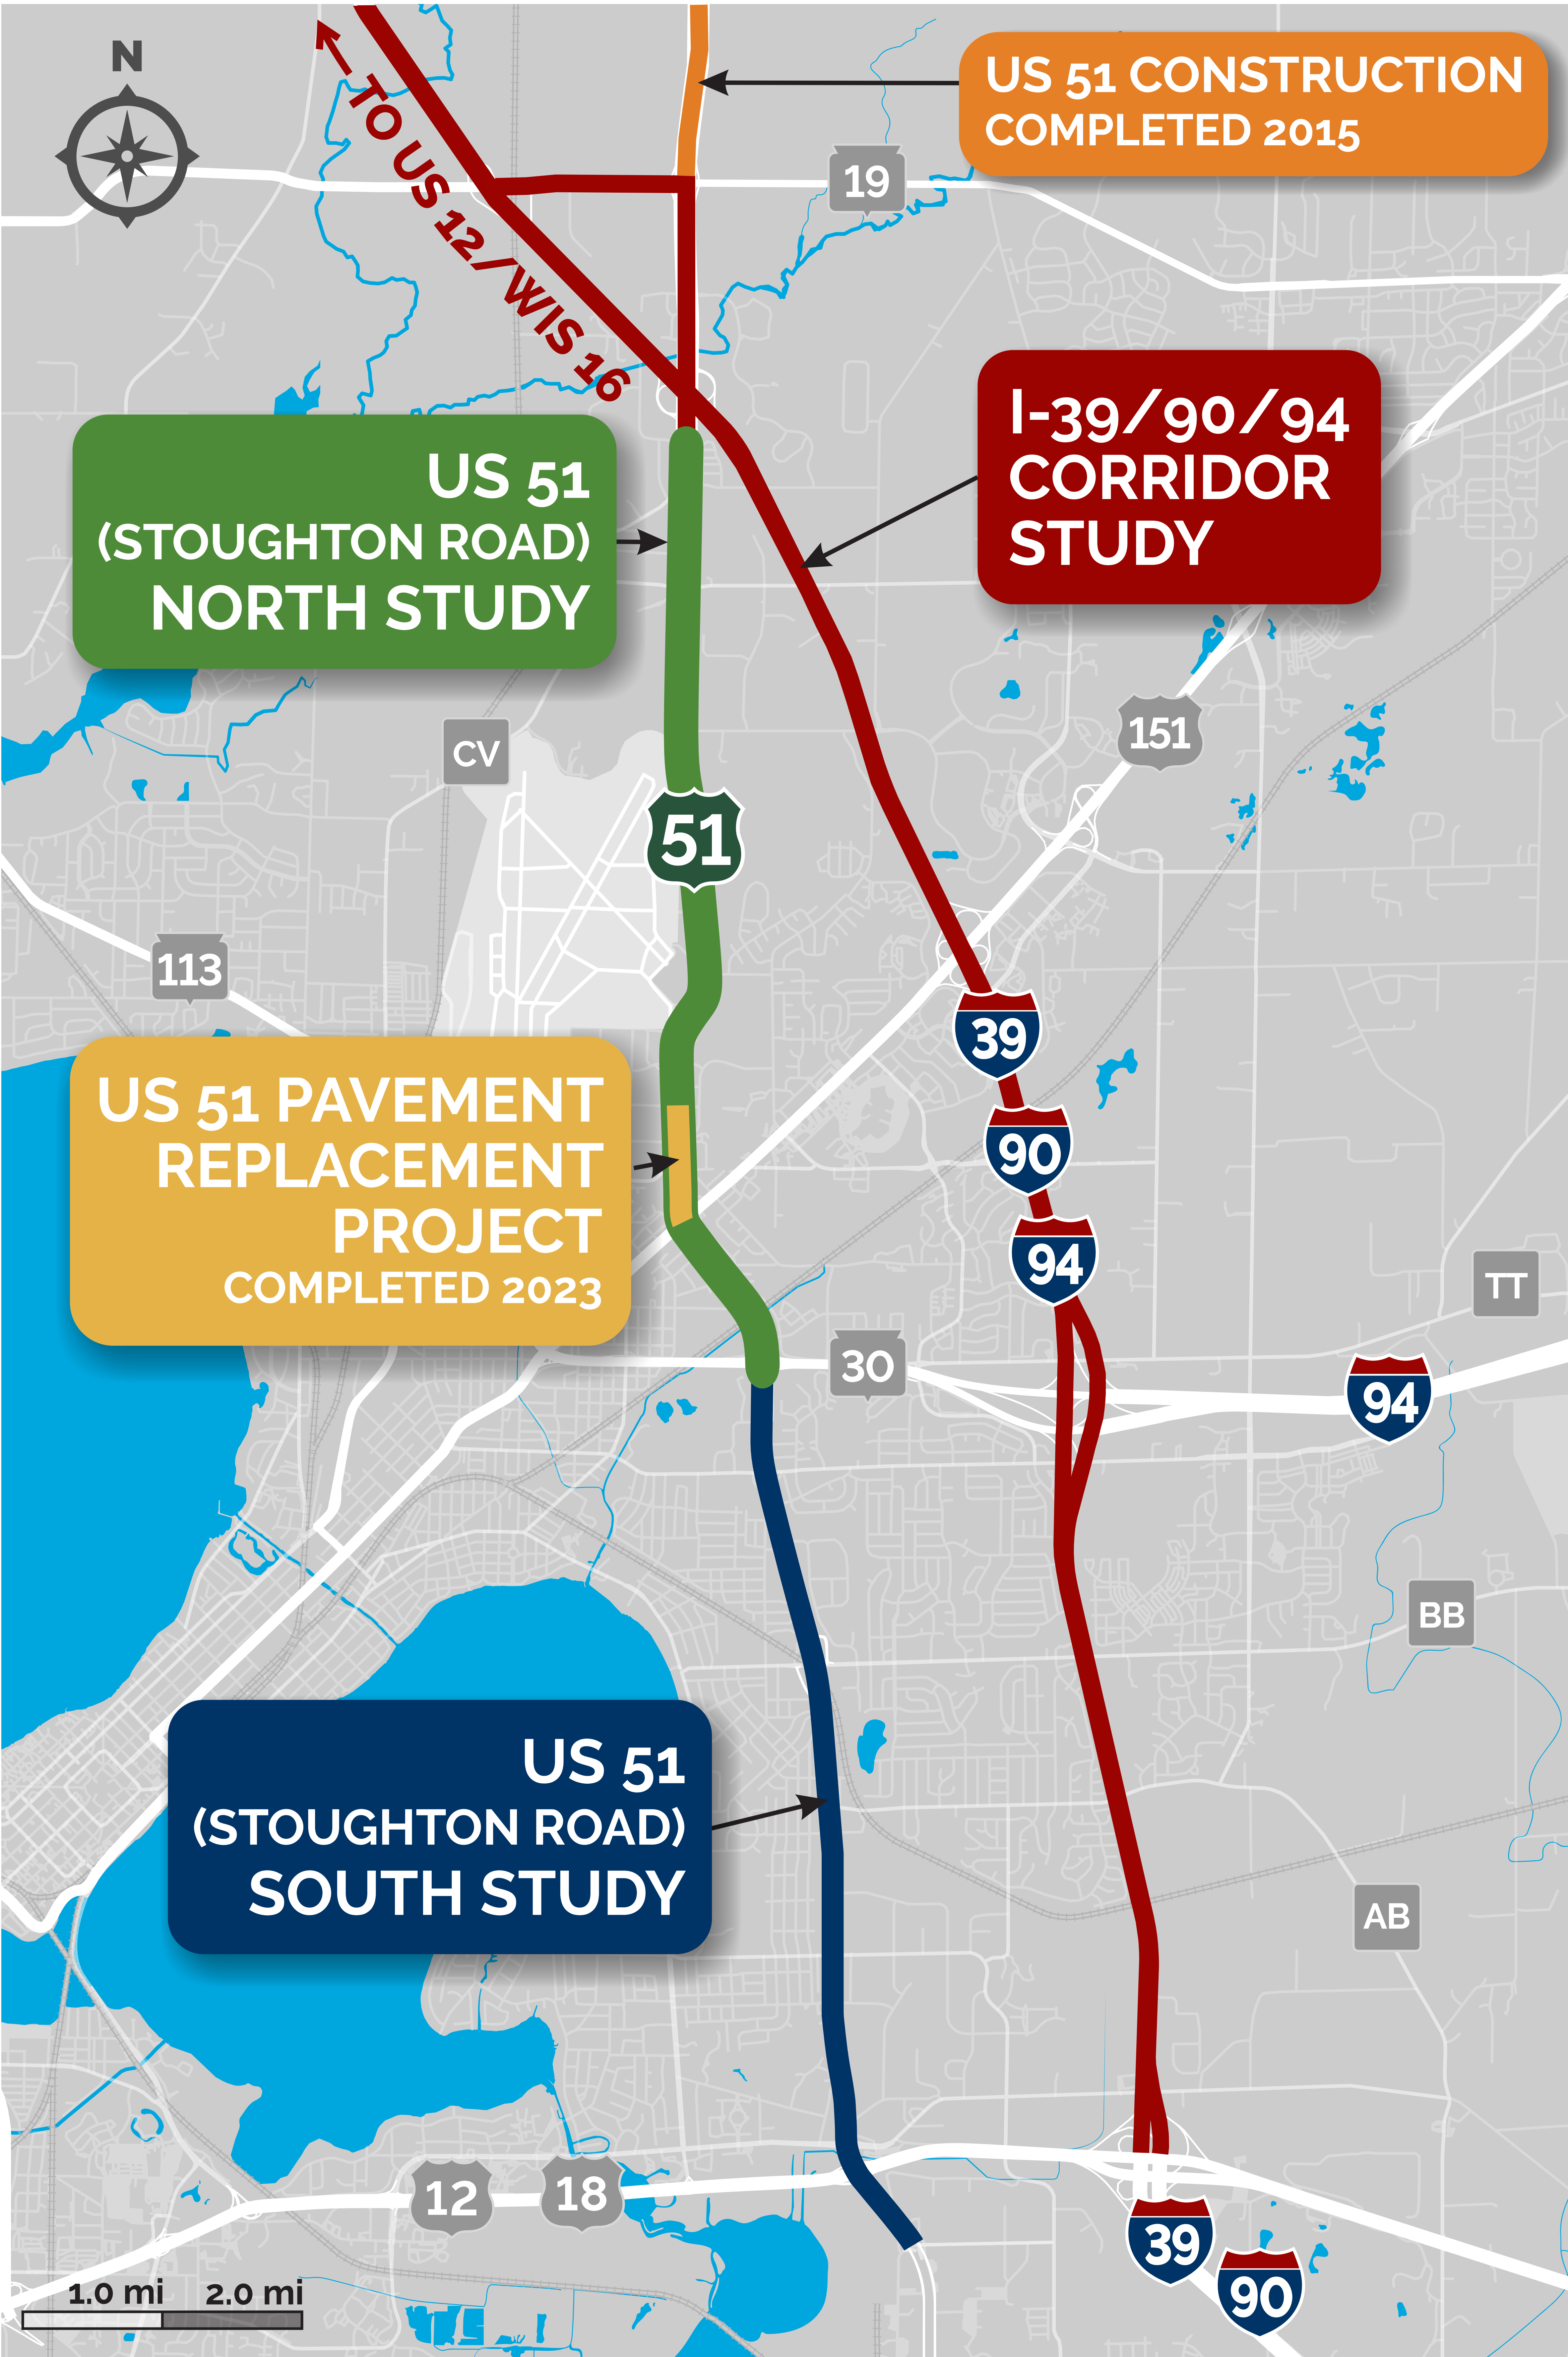 N
TO US 12/WIS 16
US 51 CONSTRUCTION
COMPLETED 2015
19
I-39/90/94
CORRIDOR
STUDY
US 51
(STOUGHTON ROAD)
NORTH STUDY
CV
151
51
113
39
US 51 PAVEMENT
REPLACEMENT
PROJECT
COMPLETED 2023
90
94
TT
30
94
BB
US 51
(STOUGHTON ROAD)
SOUTH STUDY
AB
12
18
39
90
1.0 mi
2.0 mi